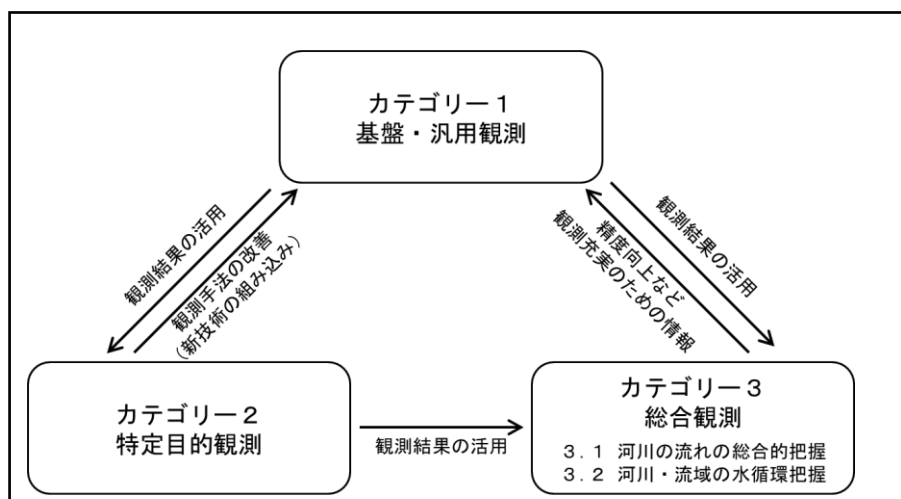 カテゴリー１
基盤・汎用観測
観測結果の活用
観測手法の改善
（新技術の組み込み）
観測結果の活用
精度向上など
観測充実のための情報
カテゴリー２
特定目的観測
観測結果の活用
カテゴリー３
総合観測
３.１ 河川の流れの総合的把握
３.２ 河川・流域の水循環把握